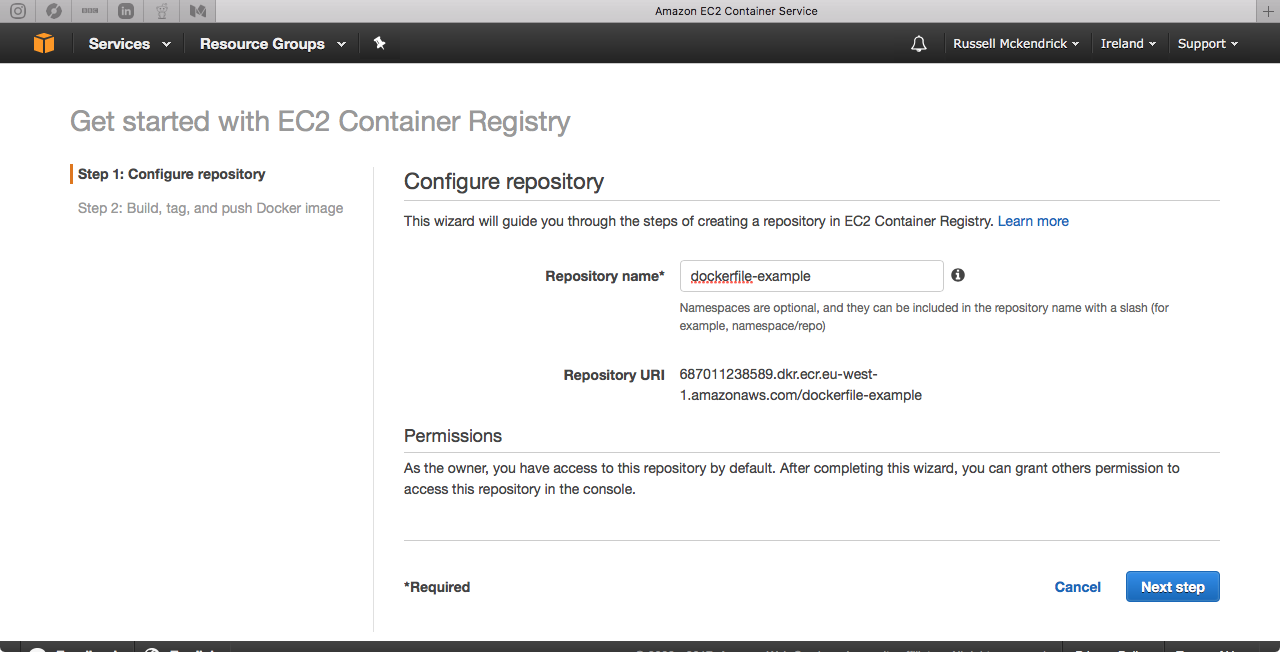 Amazon EC2 Container Service
Services Resource Groups Russell Mckendrick Ireland Support
Get started with EC2 Container Registry
Step 1: Configure repository
Step 2: Build, tag, and push Docker image
Configure repository
This wizard will guide you through the steps of creating a repository in EC2 Container Registry. Learn more
Repository name* dockerfile-example
Namespaces are optional, and they can be included in the repository name with a slash (for
example, namespace/repo)
Repository URI 687011238589.dkr.ecr.eu-west-
1.amazonaws.com/dockerfile-example
Permissions
As the owner, you have access to this repository by default. After completing this wizard, you can grant others permission to
access this repository in the console.
*Required Cancel Next step